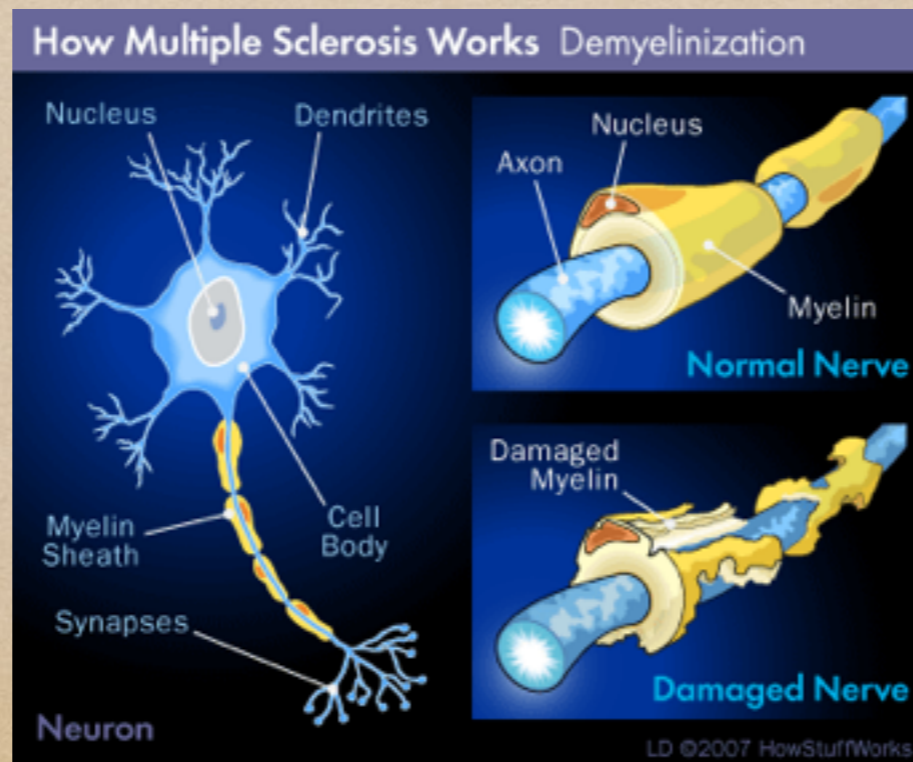 How Multiple Sclerosis Works Demyelinization
Nucleus
Dendrites
Myelin
Sheath
Cell
Body
Synapses
Neuron
Nucleus
Axon
Myelin
Normal Nerve
Damaged
Myelin
Damaged Nerve
LD ©2007 HowStuffWorks